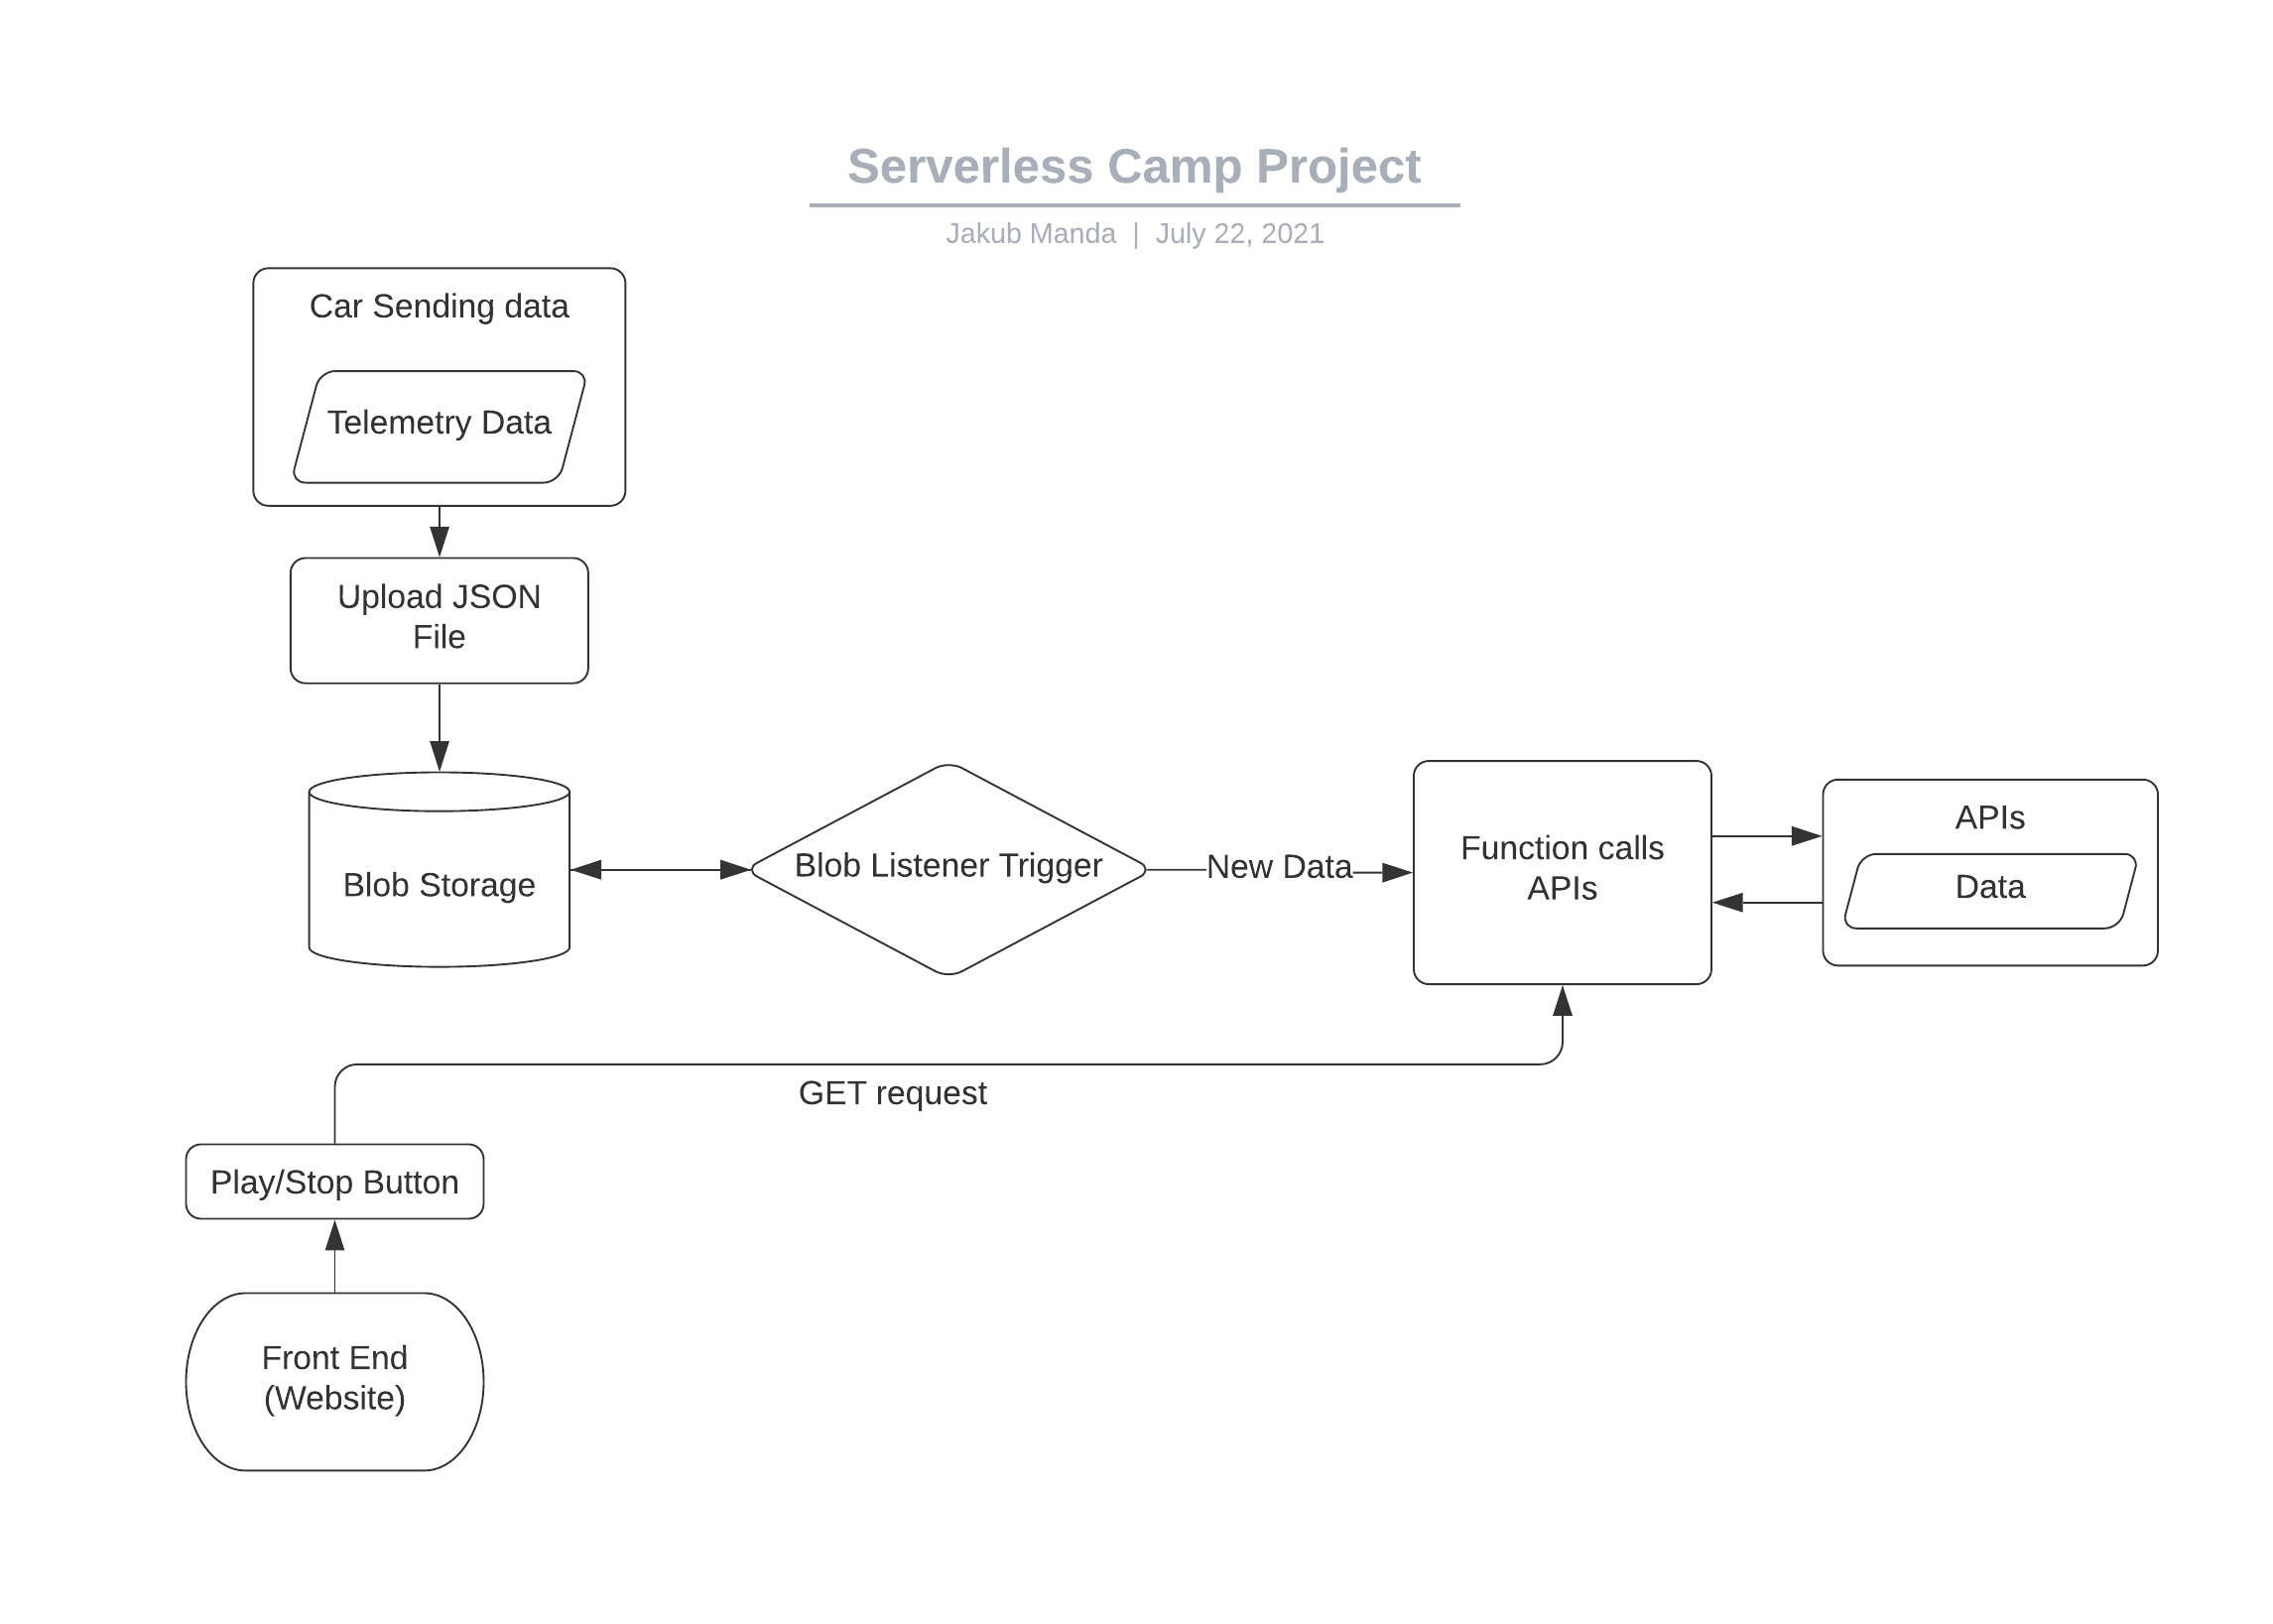 Serverless Camp Project
Jakub Manda | July 22, 2021
Car Sending data
Telemetry Data
Upload JSON
File
Blob Storage
Blob Listener Trigger
New Data
Function calls
APIs
APIs
Data
GET request
Play/Stop Button
Front End
(Website)